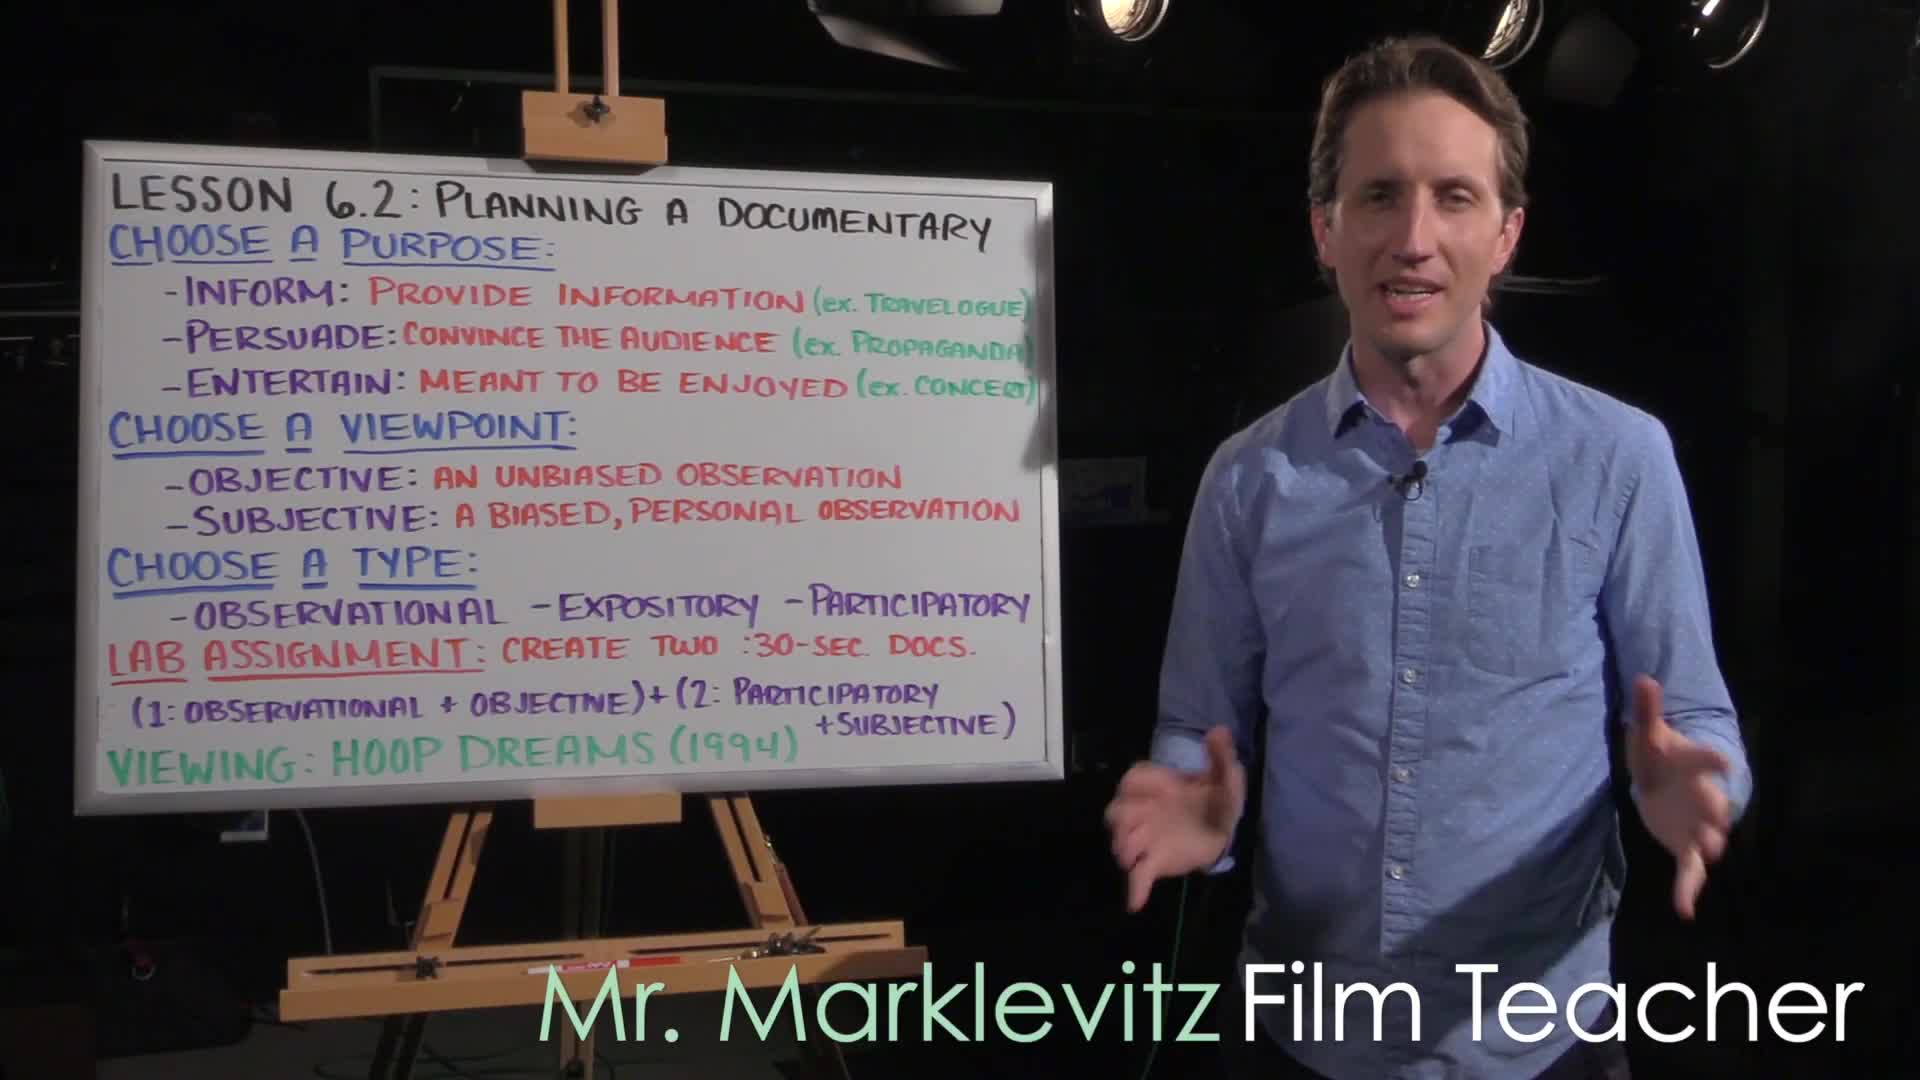 LESSON 6.2: PLANNING A DOCUMENTARY
CHOOSE A PURPOSE:
-INFORM: PROVIDE INFORMATION (ex. TRAVELOGUE)
-PERSUADE: CONVINCE THE AUDIENCE (ex. PROPAGANDA)
-ENTERTAIN: MEANT TO BE ENJOYED (ex. CONCERT)
CHOOSE A VIEWPOINT:
-OBJECTIVE: AN UNBIASED OBSERVATION
-SUBJECTIVE: A BIASED, PERSONAL OBSERVATION
CHOOSE A TYPE:
-OBSERVATIONAL -EXPOSITORY -PARTICIPATORY
LAB ASSIGNMENT: CREATE TWO :30-SEC. DOCS.
(1: OBSERVATIONAL + OBJECTIVE) + (2: PARTICIPATORY
+SUBJECTIVE)
VIEWING: HOOP DREAMS (1994)
Mr. Marklevitz Film Teacher